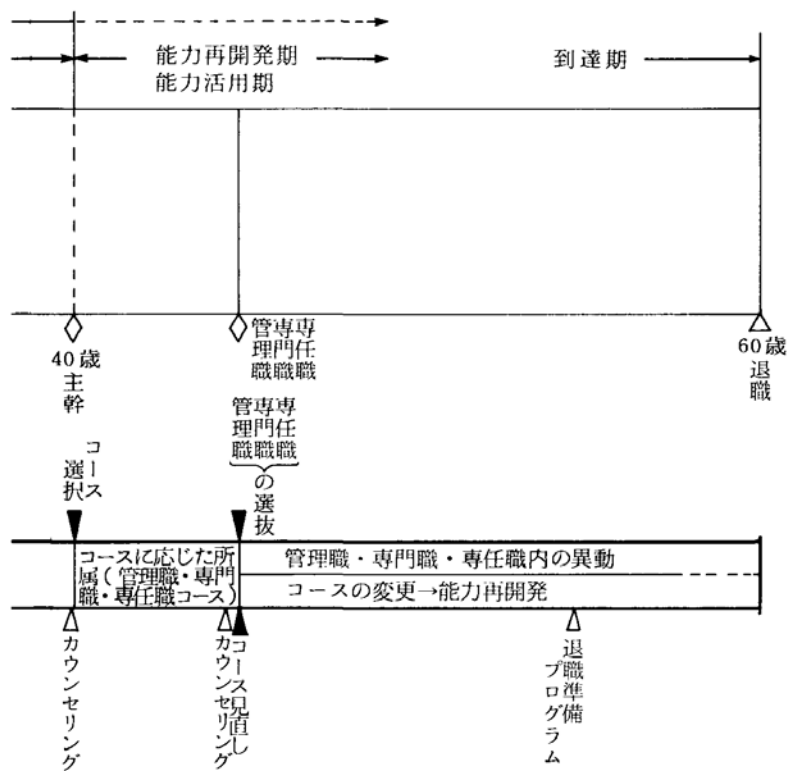 能力再開発期
能力活用期
到達期
40歳
主幹
管理職
専門職
専任職
60歳
退職
コース
選択
管理職
専門職
専任職
の選抜
コースに応じた所
属(管理職・専門
職・専任職コース)
管理職・専門職・専任職内の異動
コースの変更→能力再開発
カウンセリング
カウンセリング
コース見直し
退職準備
プログラム